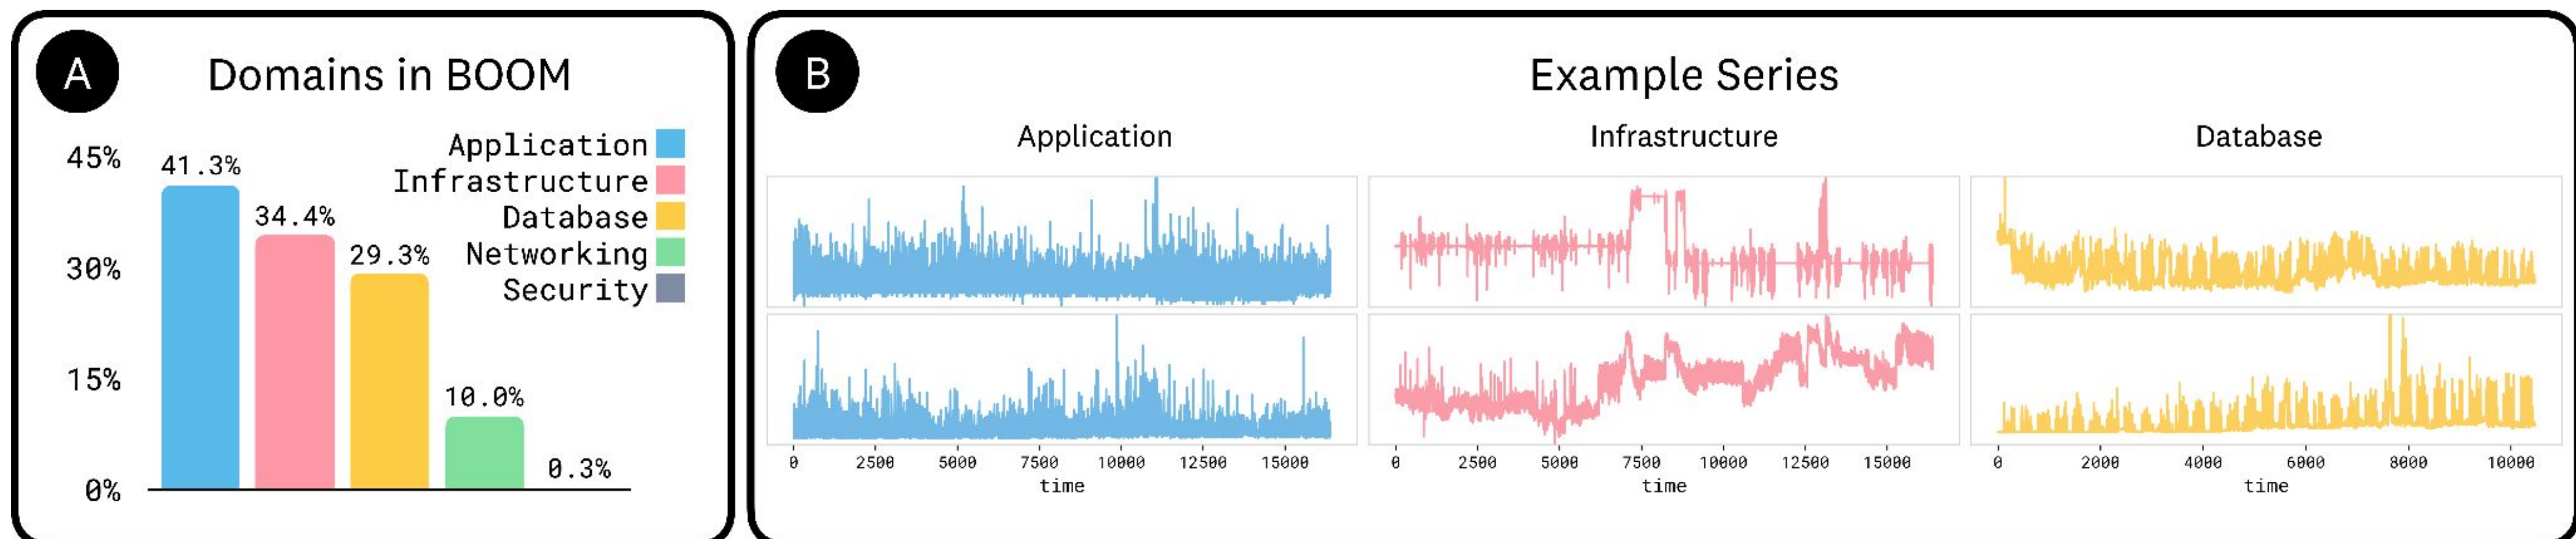 A
Domains in BOOM
45%
30%
15%
0%
41.3%
34.4%
29.3%
10.0%
0.3%
Application
Infrastructure
Database
Networking
Security
B
Example Series
Application
Infrastructure
Database
0 2500 5000 7500 10000 12500 15000
time
0 2500 5000 7500 10000 12500 15000
time
0 2000 4000 6000 8000 10000
time